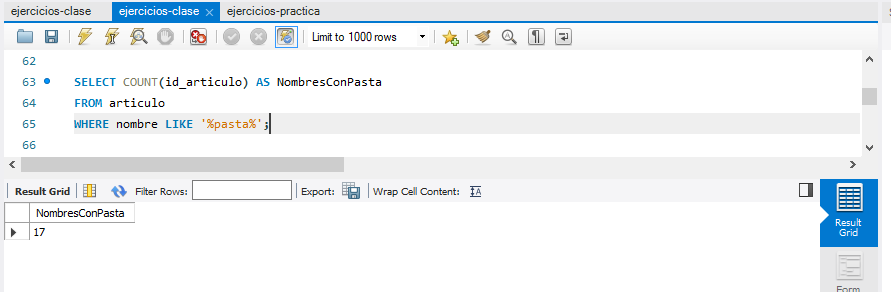 ejercicios-clase ejercicios-clase ejercicios-practica
Limit to 1000 rows
62
63 SELECT COUNT(id_articulo) AS NombresConPasta
64 FROM articulo
65 WHERE nombre LIKE '%pasta%';
66
Result Grid Filter Rows: Export: Wrap Cell Content:
NombresConPasta
17
Result
Grid
Form